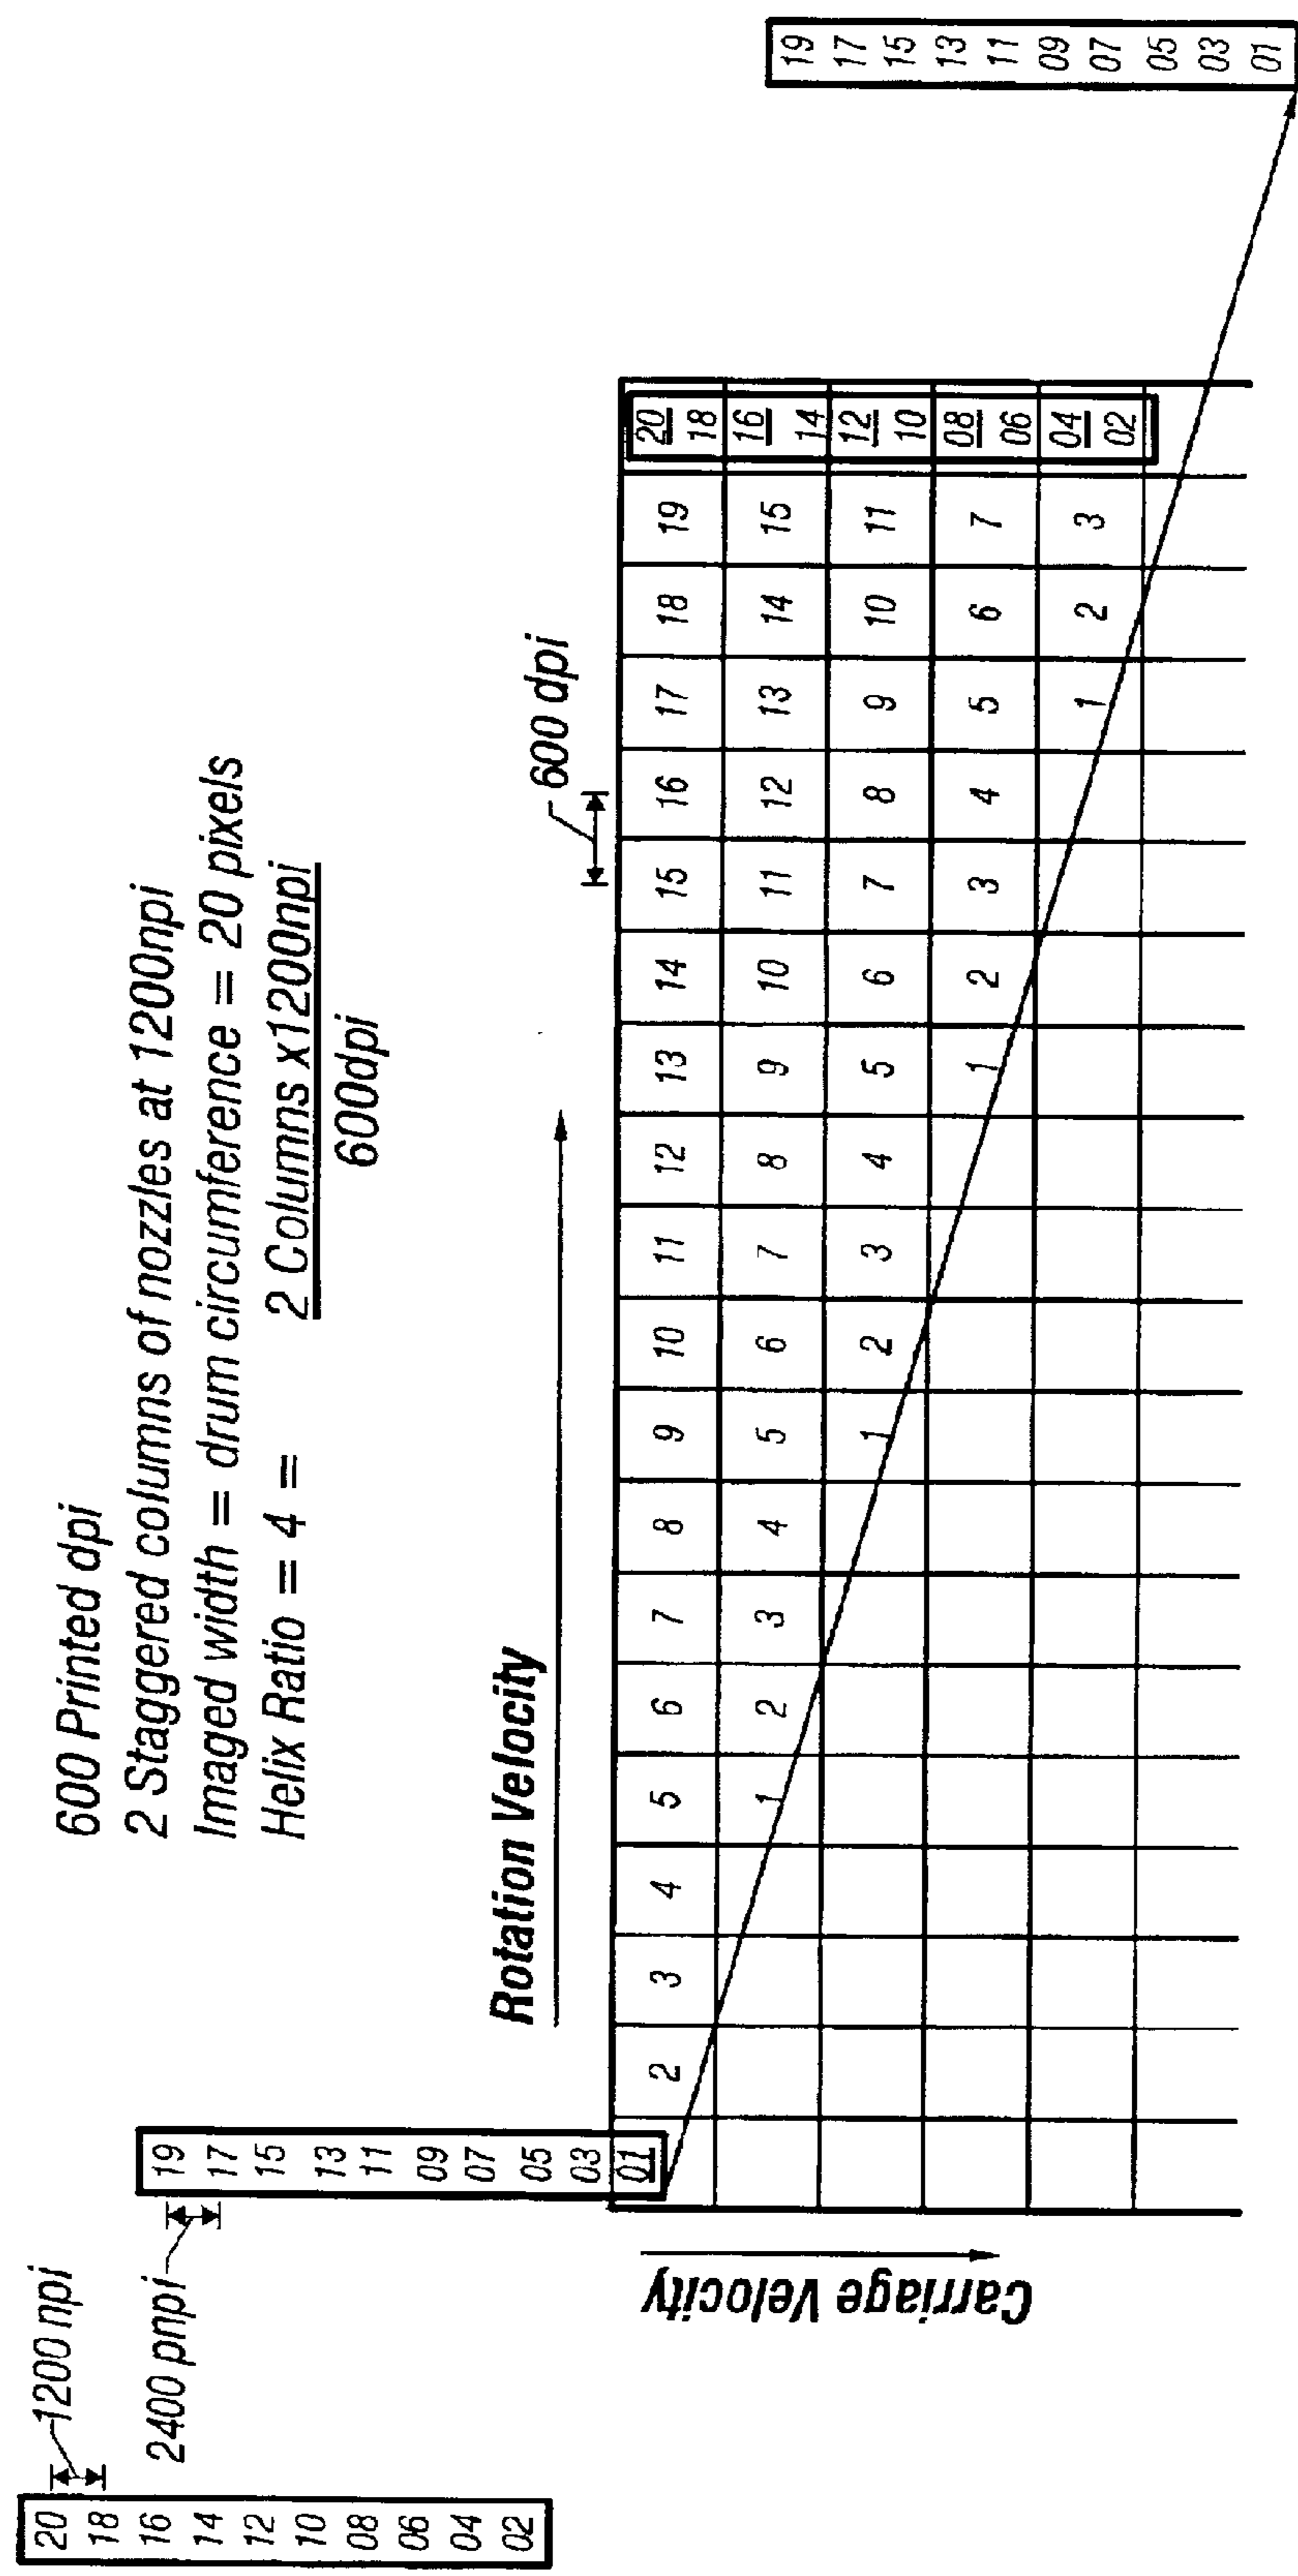 600 Printed dpi
2 Staggered columns of nozzles at 1200npi
Imaged width = drum circumference = 20 pixels
Helix Ratio = 4 = 2 Columns x1200npi
600dpi
1200 npi
2400 pnpi
20
18
16
14
12
10
08
06
04
02
19
17
15
13
11
09
07
05
03
01
Rotation Velocity
600 dpi
Carriage Velocity
2 3 4 5 6 7 8 9 10 11 12 13 14 15 16 17 18 19
1 2 3 4 5 6 7 8 9 10 11 12 13 14 15
1 2 3 4 5 6 7 8 9 10 11
1 2 3 4 5 6 7
1 2 3
20
18
16
14
12
10
08
06
04
02
19
17
15
13
11
09
07
05
03
01